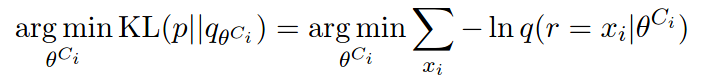 arg min_{θ^{C_i}} KL(p||q_{θ^{C_i}}) = arg min_{θ^{C_i}} ∑_{x_i} − ln q(r = x_i|θ^{C_i})